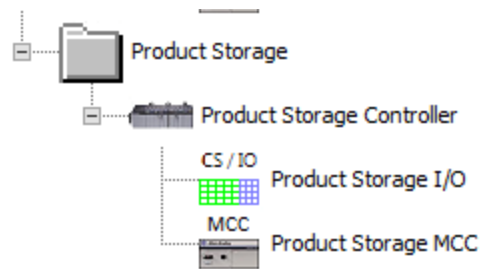 Product Storage
Product Storage Controller
CS / IO
Product Storage I/O
MCC
Product Storage MCC